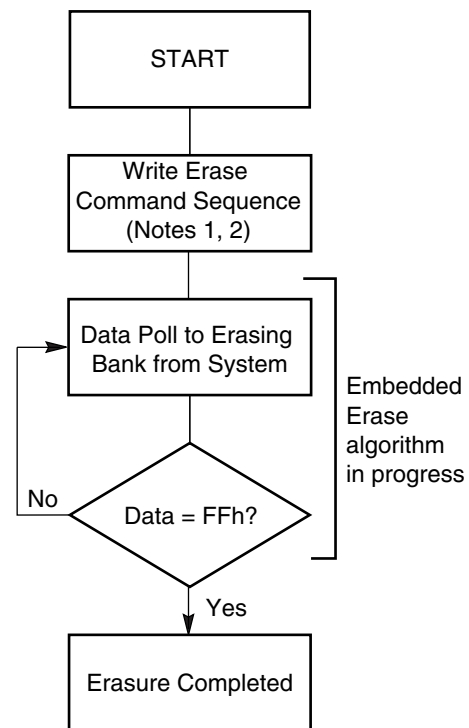 START
Write Erase
Command Sequence
(Notes 1, 2)
Data Poll to Erasing
Bank from System
Embedded
Erase
algorithm
in progress
No
Data = FFh?
Yes
Erasure Completed